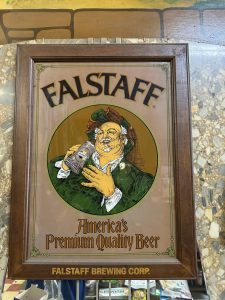 FALSTAFF
America's
Premium Quality Beer
FALSTAFF BREWING CORP.